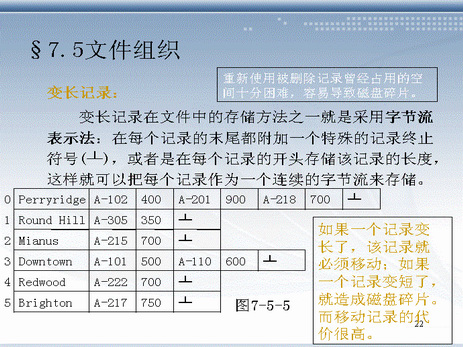 §7.5文件组织
重新使用被删除记录曾经占用的空
间十分困难，容易导致磁盘碎片。
变长记录：
变长记录在文件中的存储方法之一就是采用字节流
表示法：在每个记录的末尾都附加一个特殊的记录终止
符号(┴)，或者是在每个记录的开头存储该记录的长度，
这样就可以把每个记录作为一个连续的字节流来存储。
0 Perryridge A-102 400 A-201 900 A-218 700 ┴
1 Round Hill A-305 350 ┴
2 Mianus A-215 700 ┴
3 Downtown A-101 500 A-110 600 ┴
4 Redwood A-222 700 ┴
5 Brighton A-217 750 ┴
图7-5-5
如果一个记录变
长了，该记录就
必须移动；如果
一个记录变短了，
就造成磁盘碎片。
而移动记录的代
价很高。
22